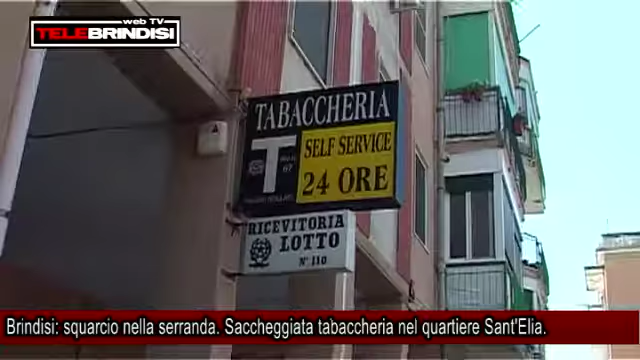 web TV
TELEBRINDISI
TABACCHERIA
T
67
SELF SERVICE
24 ORE
RICEVITORIA
LOTTO
N° 110
Brindisi: squarcio nella serranda. Saccheggiata tabaccheria nel quartiere Sant'Elia.